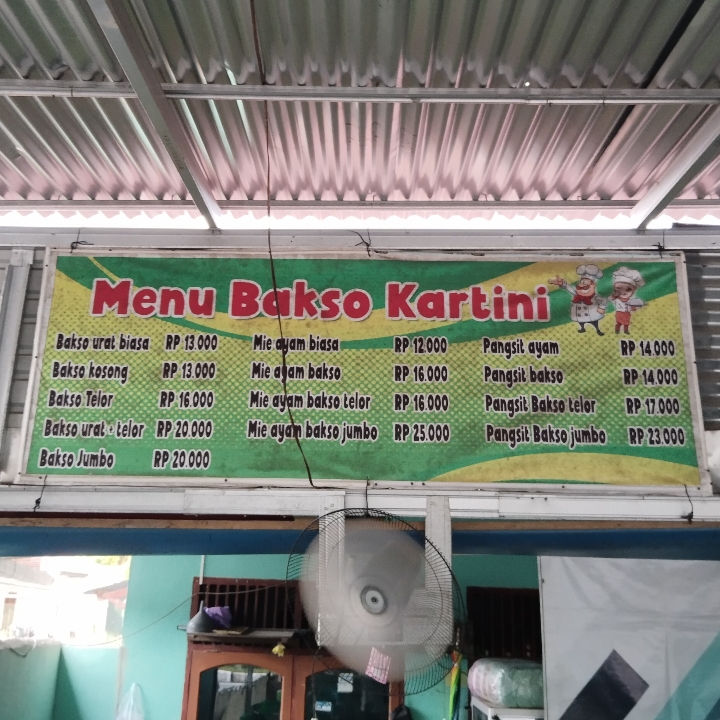 Menu Bakso Kartini
Bakso urat biasa RP 13.000
Bakso kosong RP 13.000
Bakso Telor RP 16.000
Bakso urat + telor RP 20.000
Bakso Jumbo RP 20.000
Mie ayam biasa RP 12.000
Mie ayam bakso RP 16.000
Mie ayam bakso telor RP 16.000
Mie ayam bakso jumbo RP 25.000
Pangsit ayam RP 14.000
Pangsit bakso RP 14.000
Pangsit Bakso telor RP 17.000
Pangsit Bakso jumbo RP 23.000